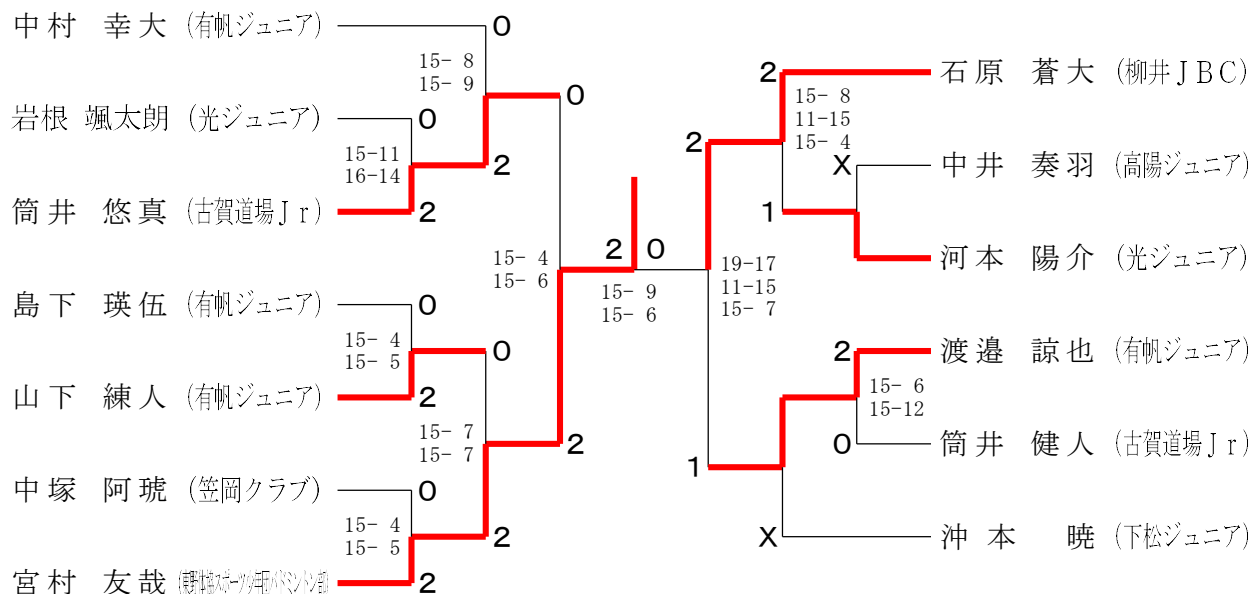 中村 幸大 (有帆ジュニア)
0
15- 8
15- 9
0
岩根 颯太朗 (光ジュニア)
0
15-11
16-14
2
筒井 悠真 (古賀道場Jr)
2
15- 4
15- 6
島下 瑛伍 (有帆ジュニア)
0
15- 4
15- 5
0
山下 練人 (有帆ジュニア)
2
15- 7
15- 7
2
中塚 阿琥 (笠岡クラブ)
0
15- 4
15- 5
2
宮村 友哉
2
2 0
15- 9
15- 6
2
石原 蒼大 (柳井JBC)
15- 8
11-15
15- 4
2
X
中井 奏羽 (高陽ジュニア)
1
河本 陽介 (光ジュニア)
19-17
11-15
15- 7
2
渡邉 諒也 (有帆ジュニア)
15- 6
15-12
0
筒井 健人 (古賀道場Jr)
1
X
沖本 暁 (下松ジュニア)